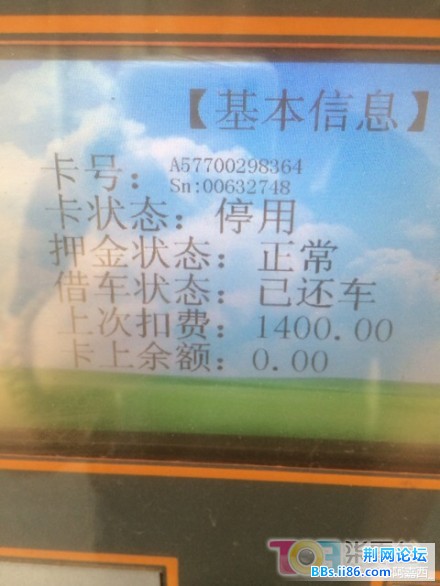 【基本信息】
卡号：A57700298364
Sn:00632748
卡状态：停用
押金状态：正常
借车状态：已还车
上次扣费：1400.00
卡上余额：0.00
荆网论坛
BBs.ii86.com